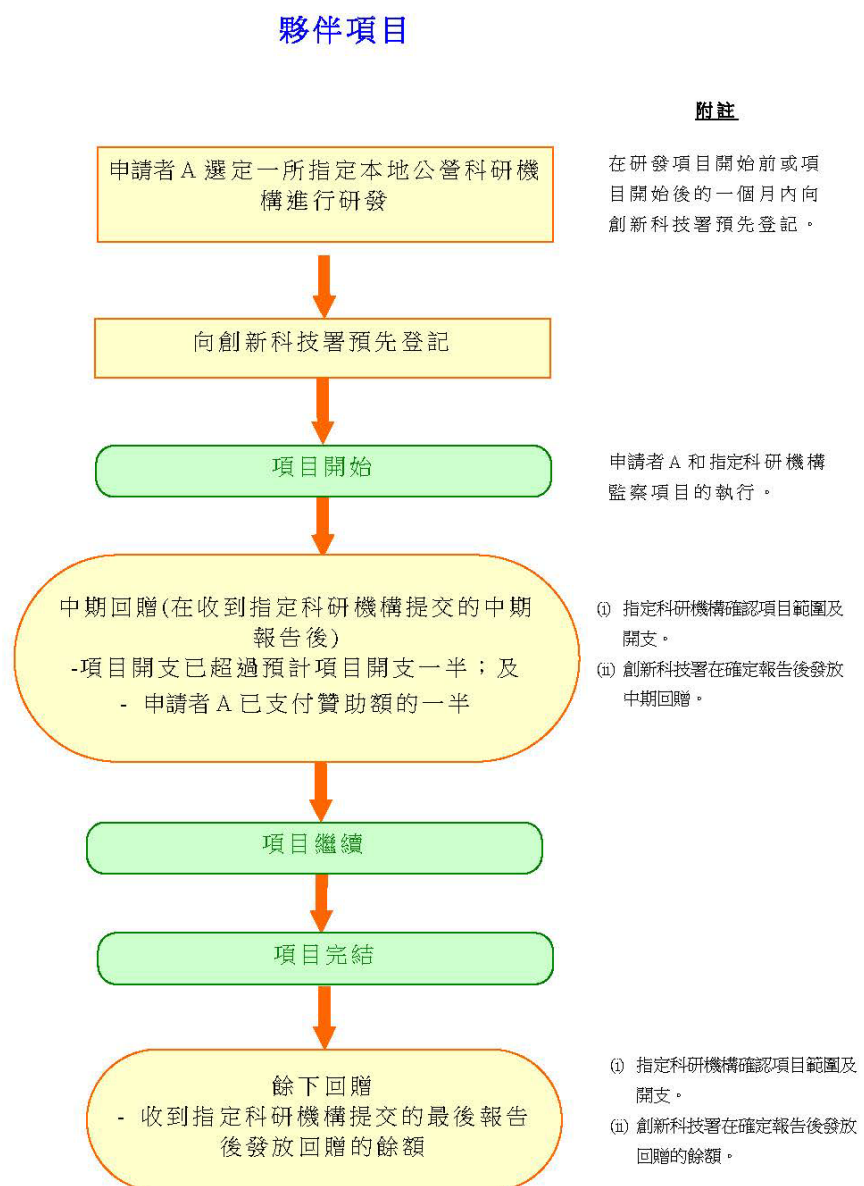 夥伴項目
附註
申請者 A 選定一所指定本地公營科研機
構進行研發
在研發項目開始前或項
目開始後的一個月內向
創新科技署預先登記。
向創新科技署預先登記
項目開始
申請者 A 和指定科研機構
監察項目的執行。
中期回贈(在收到指定科研機構提交的中期
報告後)
-項目開支已超過預計項目開支一半；及
- 申請者 A 已支付贊助額的一半
(i) 指定科研機構確認項目範圍及
開支。
(ii) 創新科技署在確定報告後發放
中期回贈。
項目繼續
項目完結
餘下回贈
- 收到指定科研機構提交的最後報告
後發放回贈的餘額
(i) 指定科研機構確認項目範圍及
開支。
(ii) 創新科技署在確定報告後發放
回贈的餘額。